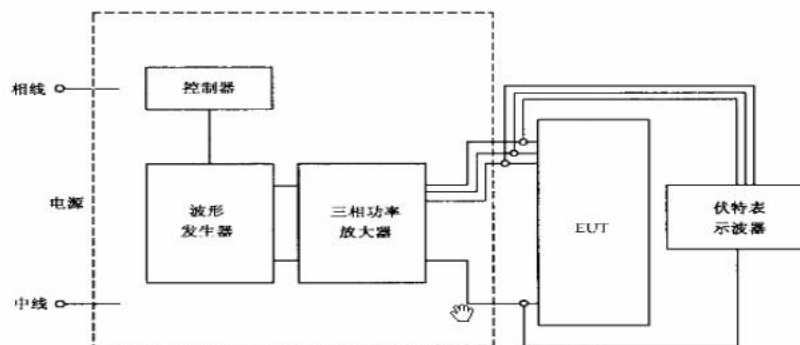 相线
控制器
电源
波形
发生器
三相功率
放大器
EUT
伏特表
示波器
中线